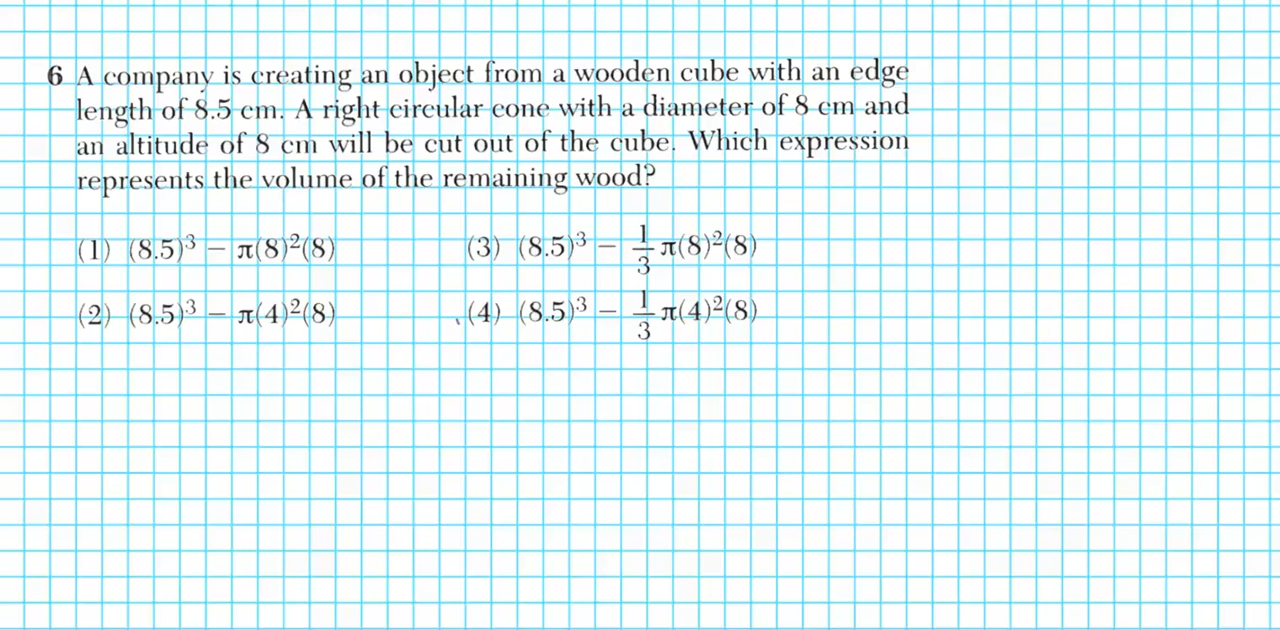 6 A company is creating an object from a wooden cube with an edge
length of 8.5 cm. A right circular cone with a diameter of 8 cm and
an altitude of 8 cm will be cut out of the cube. Which expression
represents the volume of the remaining wood?
(1) (8.5)³ – π(8)²(8)
(3) (8.5)³ – 1/3 π(8)²(8)
(2) (8.5)³ – π(4)²(8)
(4) (8.5)³ – 1/3 π(4)²(8)